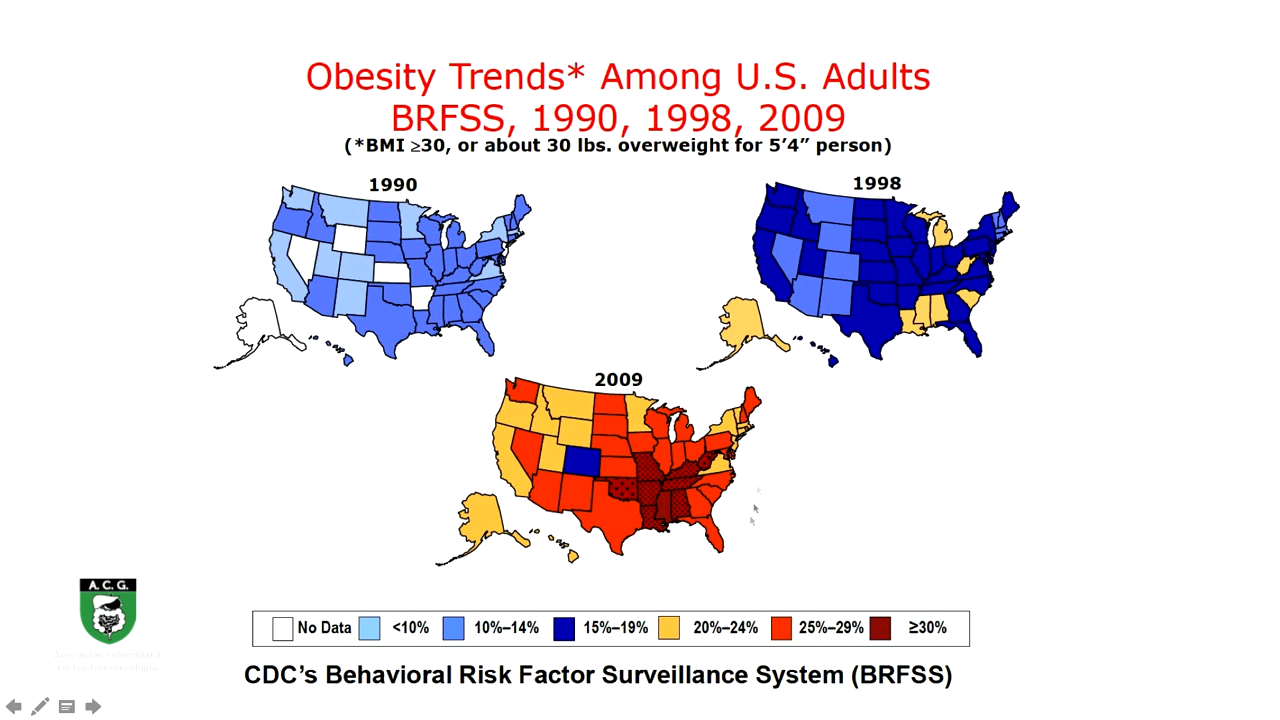 Obesity Trends* Among U.S. Adults
BRFSS, 1990, 1998, 2009
(*BMI ≥30, or about 30 lbs. overweight for 5’4” person)
1990
1998
2009
A.C.G.
No Data <10% 10%–14% 15%–19% 20%–24% 25%–29% ≥30%
CDC’s Behavioral Risk Factor Surveillance System (BRFSS)